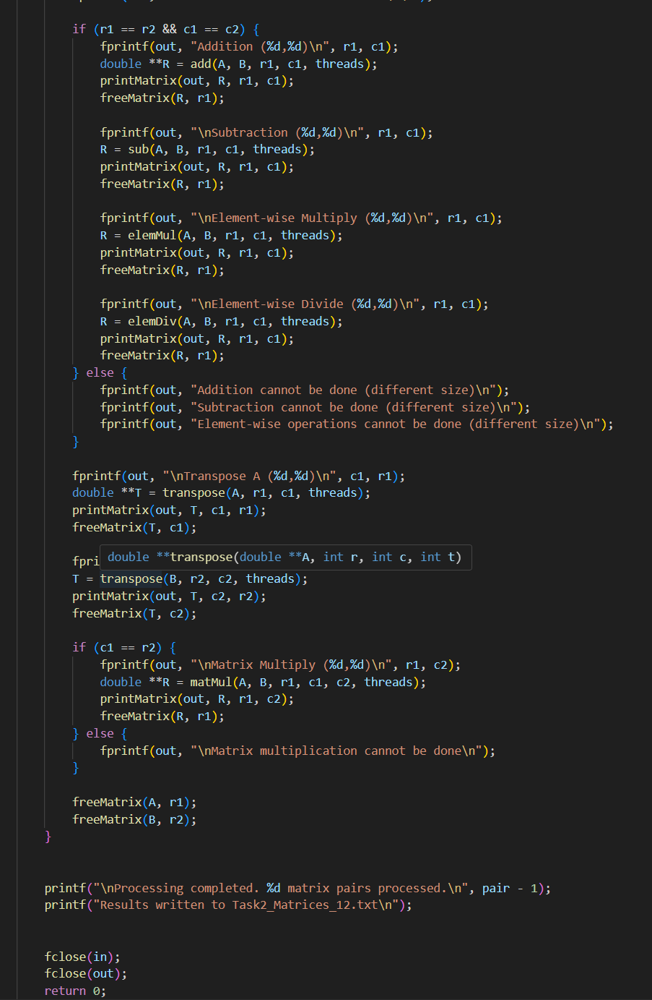 if (r1 == r2 && c1 == c2) {
fprintf(out, "Addition (%d,%d)\n", r1, c1);
double **R = add(A, B, r1, c1, threads);
printMatrix(out, R, r1, c1);
freeMatrix(R, r1);
fprintf(out, "\nSubtraction (%d,%d)\n", r1, c1);
R = sub(A, B, r1, c1, threads);
printMatrix(out, R, r1, c1);
freeMatrix(R, r1);
fprintf(out, "\nElement-wise Multiply (%d,%d)\n", r1, c1);
R = elemMul(A, B, r1, c1, threads);
printMatrix(out, R, r1, c1);
freeMatrix(R, r1);
fprintf(out, "\nElement-wise Divide (%d,%d)\n", r1, c1);
R = elemDiv(A, B, r1, c1, threads);
printMatrix(out, R, r1, c1);
freeMatrix(R, r1);
} else {
fprintf(out, "Addition cannot be done (different size)\n");
fprintf(out, "Subtraction cannot be done (different size)\n");
fprintf(out, "Element-wise operations cannot be done (different size)\n");
}
fprintf(out, "\nTranspose A (%d,%d)\n", c1, r1);
double **T = transpose(A, r1, c1, threads);
printMatrix(out, T, c1, r1);
freeMatrix(T, c1);
fpri double **transpose(double **A, int r, int c, int t)
T = transpose(B, r2, c2, threads);
printMatrix(out, T, c2, r2);
freeMatrix(T, c2);
if (c1 == r2) {
fprintf(out, "\nMatrix Multiply (%d,%d)\n", r1, c2);
double **R = matMul(A, B, r1, c1, c2, threads);
printMatrix(out, R, r1, c2);
freeMatrix(R, r1);
} else {
fprintf(out, "\nMatrix multiplication cannot be done\n");
}
freeMatrix(A, r1);
freeMatrix(B, r2);
}
printf("\nProcessing completed. %d matrix pairs processed.\n", pair - 1);
printf("Results written to Task2_Matrices_12.txt\n");
fclose(in);
fclose(out);
return 0;